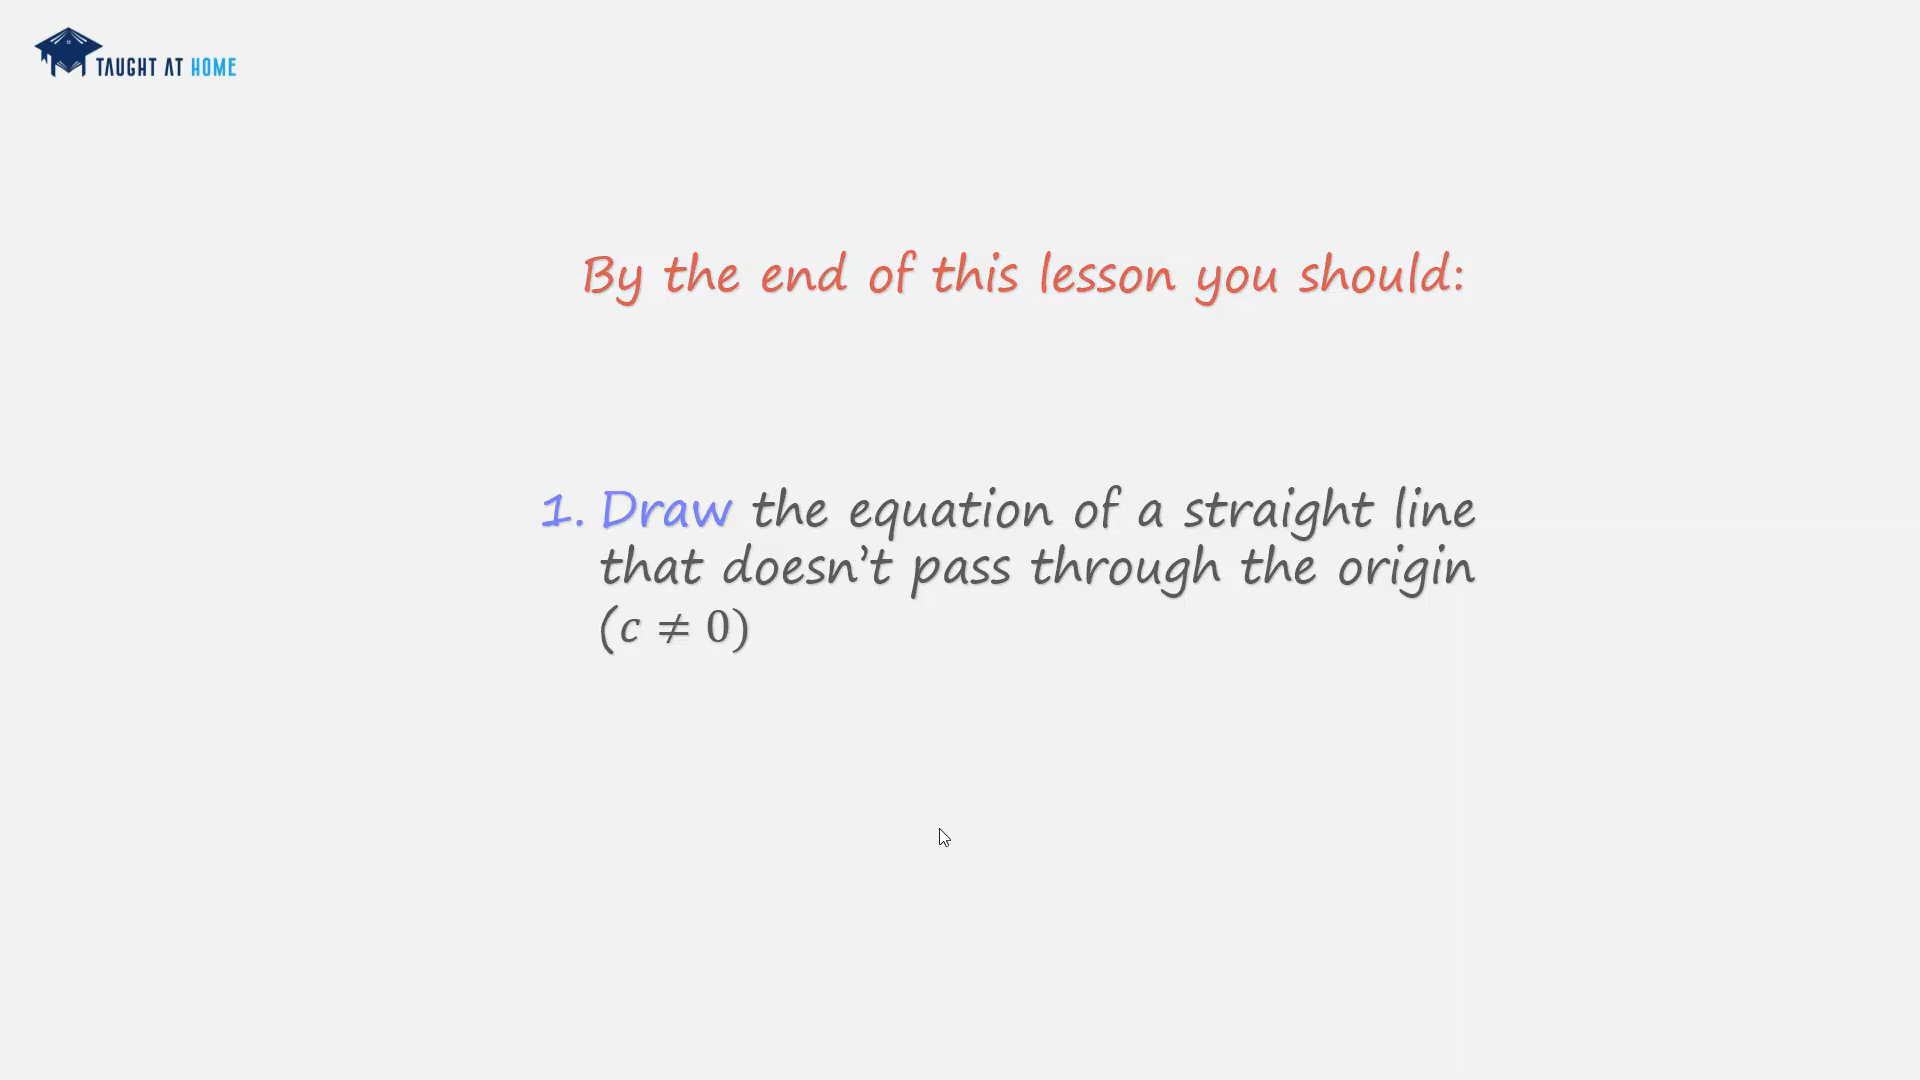 TAUGHT AT HOME
By the end of this lesson you should:
1. Draw the equation of a straight line
that doesn’t pass through the origin
(c ≠ 0)